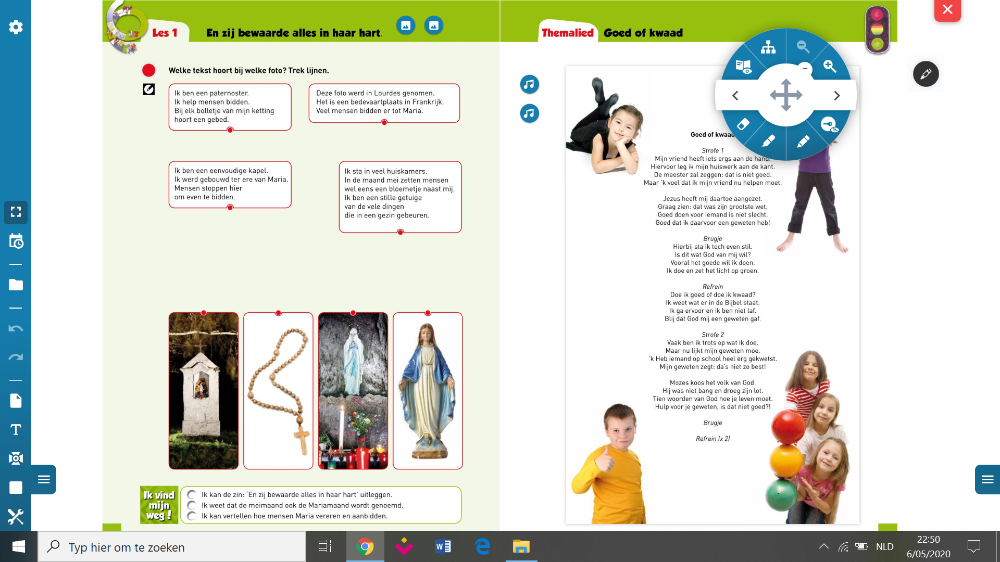 Les 1
En zij bewaarde alles in haar hart.
Welke tekst hoort bij welke foto? Trek lijnen.
Ik ben een paternoster.
Ik help mensen bidden.
Bij elk bolletje van mijn ketting
hoort een gebed.
Deze foto werd in Lourdes genomen.
Het is een bedevaartplaats in Frankrijk.
Veel mensen bidden er tot Maria.
Ik ben een eenvoudige kapel.
Ik werd gebouwd ter ere van Maria.
Mensen stoppen hier
om even te bidden.
Ik sta in veel huiskamers.
In de maand mei zetten mensen
wel eens een bloemetje naast mij.
Ik ben een stille getuige
van de vele dingen
die in een gezin gebeuren.
Ik vind
mijn
weg!
Ik kan de zin: 'En zij bewaarde alles in haar hart' uitleggen.
Ik weet dat de meimaand ook de Mariamaand wordt genoemd.
Ik kan vertellen hoe mensen Maria vereren en aanbidden.
Themalied
Goed of kwaad
Goed of kwaad
Strofe 1
Mijn vriend heeft iets ergs aan de hand.
Hiervoor leg ik mijn huiswerk aan de kant.
De meester zal zeggen: dat is niet goed.
Maar 'k voel dat ik mijn vriend nu helpen moet.
Jezus heeft mij daartoe aangezet.
Graag zien: dat was zijn grootste wet.
Goed doen voor iemand is niet slecht.
Goed dat ik daarvoor een geweten heb!
Brugje
Hierbij sta ik toch even stil.
Is dit wat God van mij wil?
Vooral het goede wil ik doen.
Ik doe en zet het licht op groen.
Refrein
Doe ik goed of doe ik kwaad?
Ik weet wat er in de Bijbel staat.
Ik ga ervoor en ik ben niet laf.
Blij dat God mij een geweten gaf.
Strofe 2
Vaak ben ik trots op wat ik doe.
Maar nu lijkt mijn geweten moe.
'k Heb iemand op school heel erg gekwetst.
Mijn geweten zegt: da's niet zo best!
Mozes koos het volk van God.
Hij was niet bang en droeg zijn lot.
Tien woorden van God hoe je leven moet.
Hulp voor je geweten, is dat niet goed?!
Brugje
Refrein (x 2)
T
Typ hier om te zoeken
NLD
22:50
6/05/2020